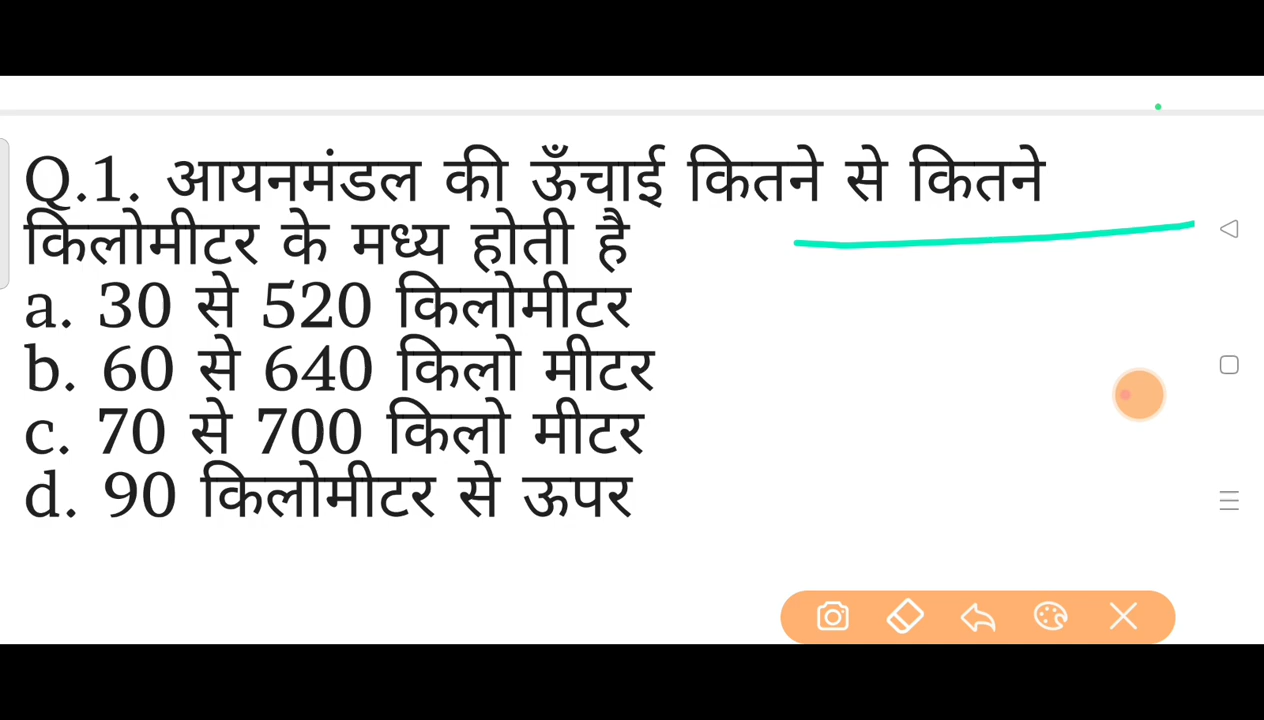 Q.1. आयनमंडल की ऊँचाई कितने से कितने
किलोमीटर के मध्य होती है
a. 30 से 520 किलोमीटर
b. 60 से 640 किलो मीटर
c. 70 से 700 किलो मीटर
d. 90 किलोमीटर से ऊपर